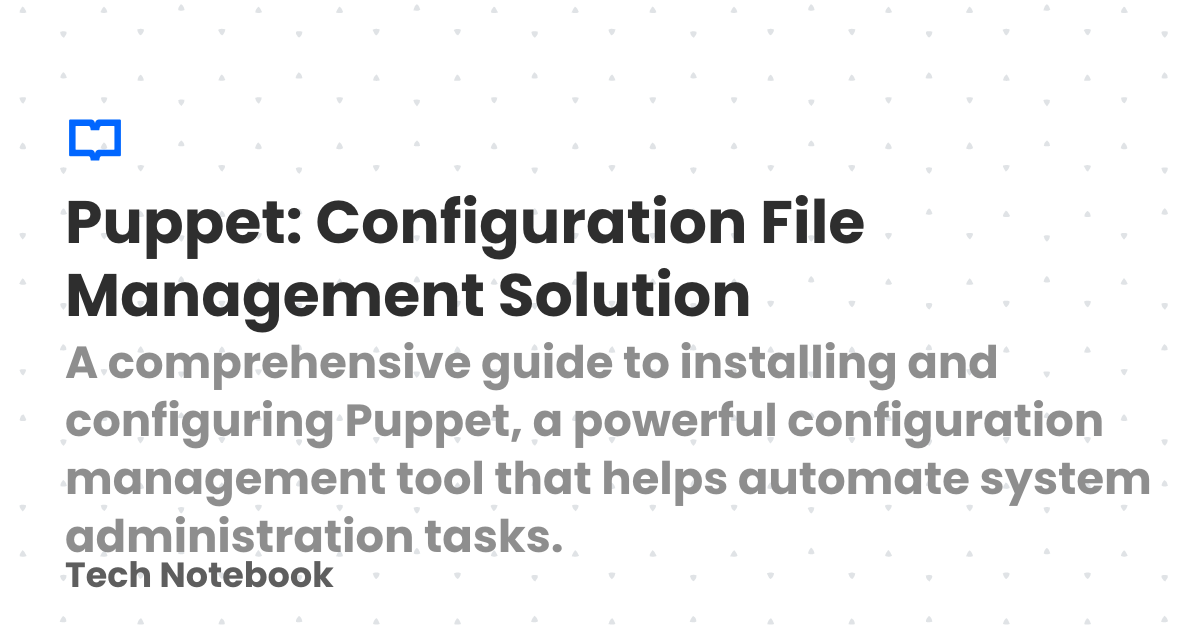 Puppet: Configuration File
Management Solution
A comprehensive guide to installing and
configuring Puppet, a powerful configuration
management tool that helps automate system
administration tasks.
Tech Notebook